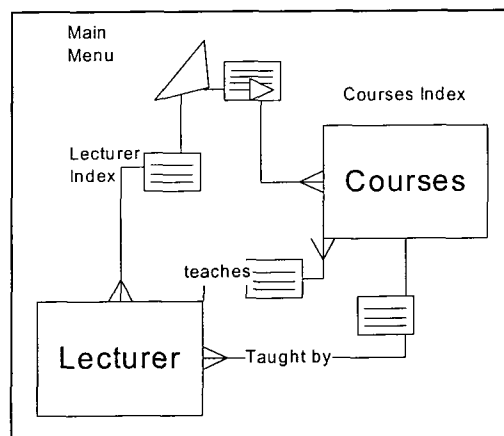 Main
Menu
Courses Index
Lecturer
Index
Courses
teaches
Lecturer
Taught by